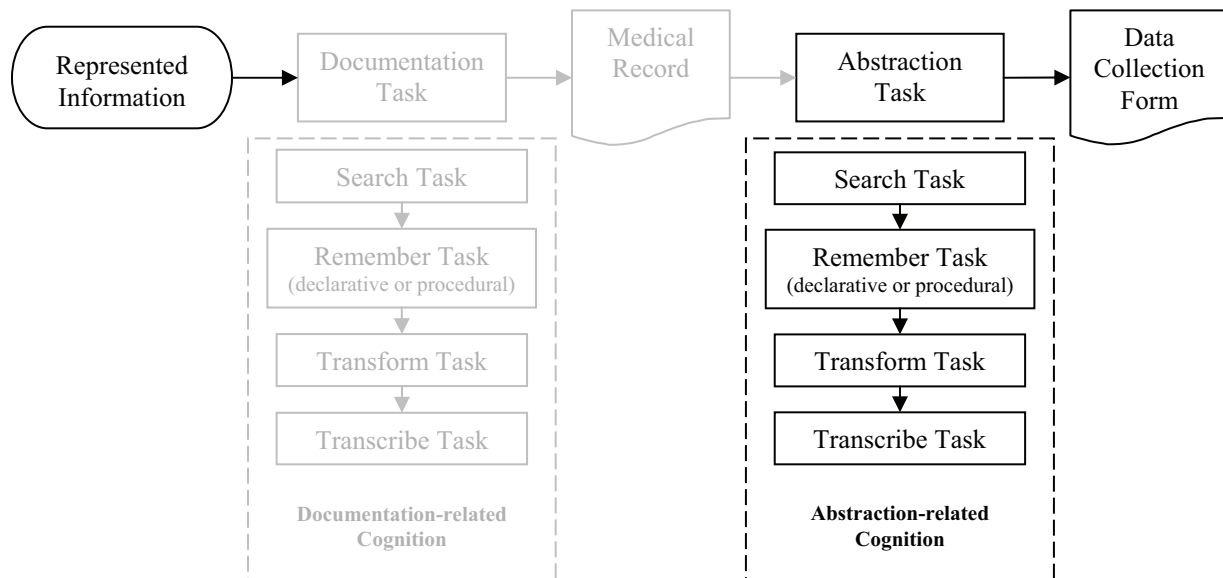 Represented
Information
Documentation
Task
Medical
Record
Abstraction
Task
Data
Collection
Form
Search Task
Remember Task
(declarative or procedural)
Transform Task
Transcribe Task
Documentation-related
Cognition
Search Task
Remember Task
(declarative or procedural)
Transform Task
Transcribe Task
Abstraction-related
Cognition